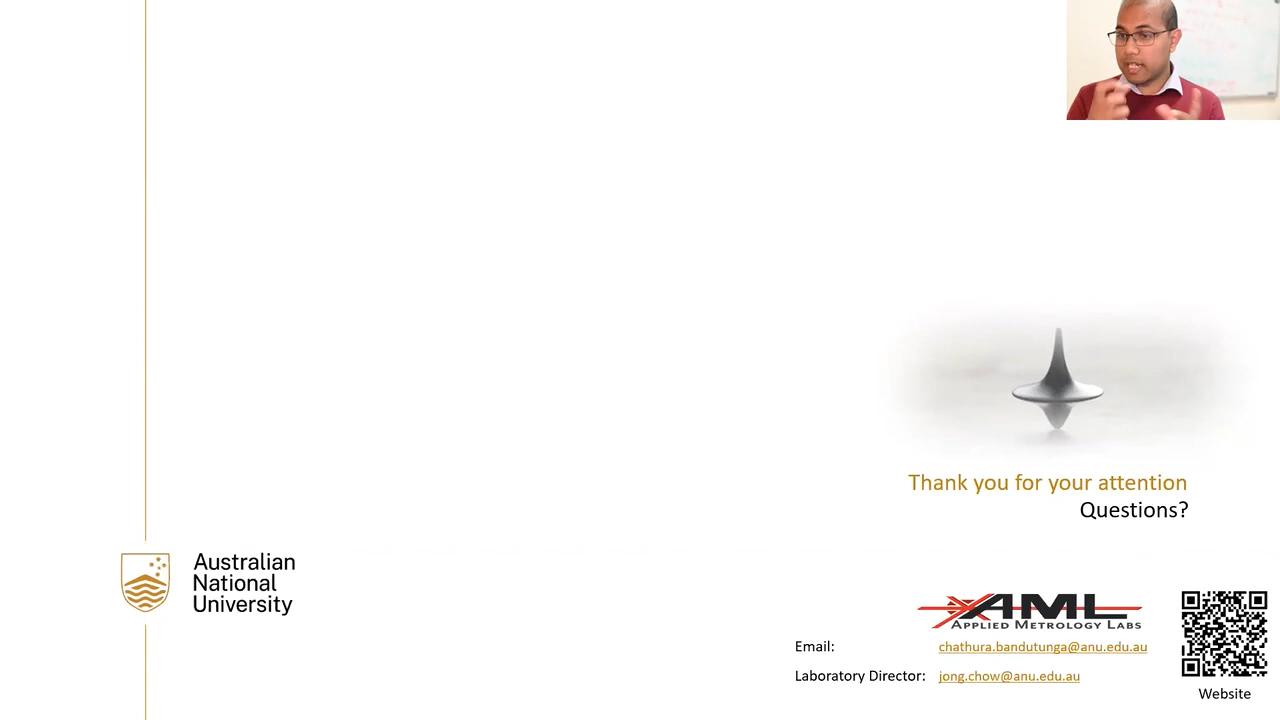 Thank you for your attention
Questions?
Australian
National
University
AML
APPLIED METROLOGY LABS
Email: chathura.bandutunga@anu.edu.au
Laboratory Director: jong.chow@anu.edu.au
Website